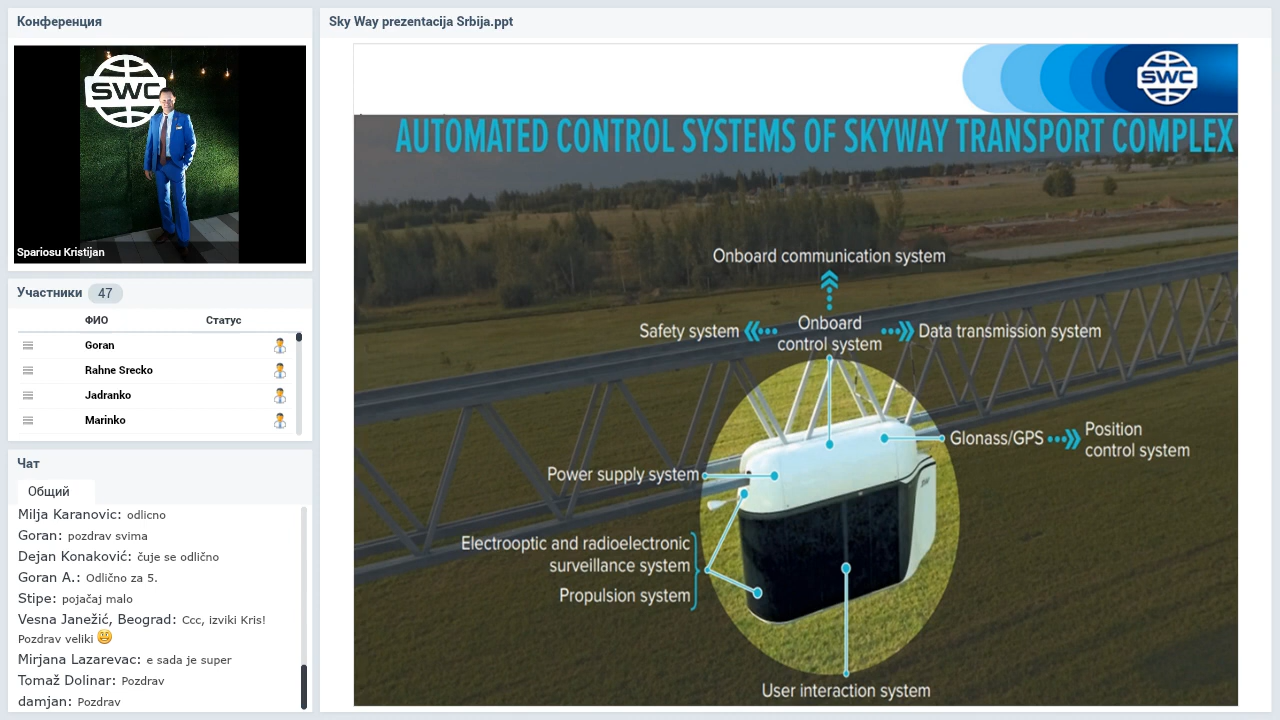 Конференция
SWC
Spariosu Kristijan
Участники 47
ФИО Статус
Goran
Rahne Srecko
Jadranko
Marinko
Чат
Общий
Milja Karanovic: odlicno
Goran: pozdrav svima
Dejan Konaković: čuje se odlično
Goran A.: Odlično za 5.
Stipe: pojačaj malo
Vesna Janežić, Beograd: Ccc, izviki Kris!
Pozdrav veliki
Mirjana Lazarevac: e sada je super
Tomaž Dolinar: Pozdrav
damjan: Pozdrav
Sky Way prezentacija Srbija.ppt
SWC
AUTOMATED CONTROL SYSTEMS OF SKYWAY TRANSPORT COMPLEX
Onboard communication system
Safety system
Onboard
control system
Data transmission system
Glonass/GPS
Position
control system
Power supply system
Electrooptic and radioelectronic
surveillance system
Propulsion system
User interaction system